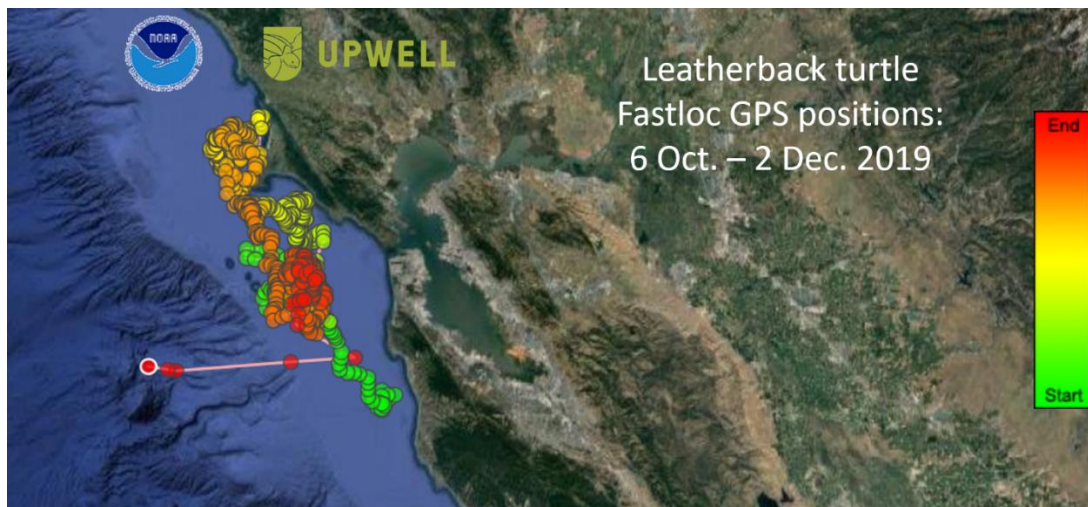 NOAA
UPWELL
Leatherback turtle
Fastloc GPS positions:
6 Oct. – 2 Dec. 2019
End
Start